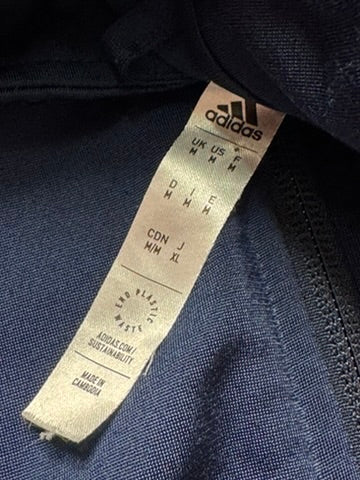 adidas
UK US F
M M M
D I E
M M M
CDN J
M/M XL
END PLASTIC WASTE
ADIDAS.COM/
SUSTAINABILITY
MADE IN
CAMBODIA